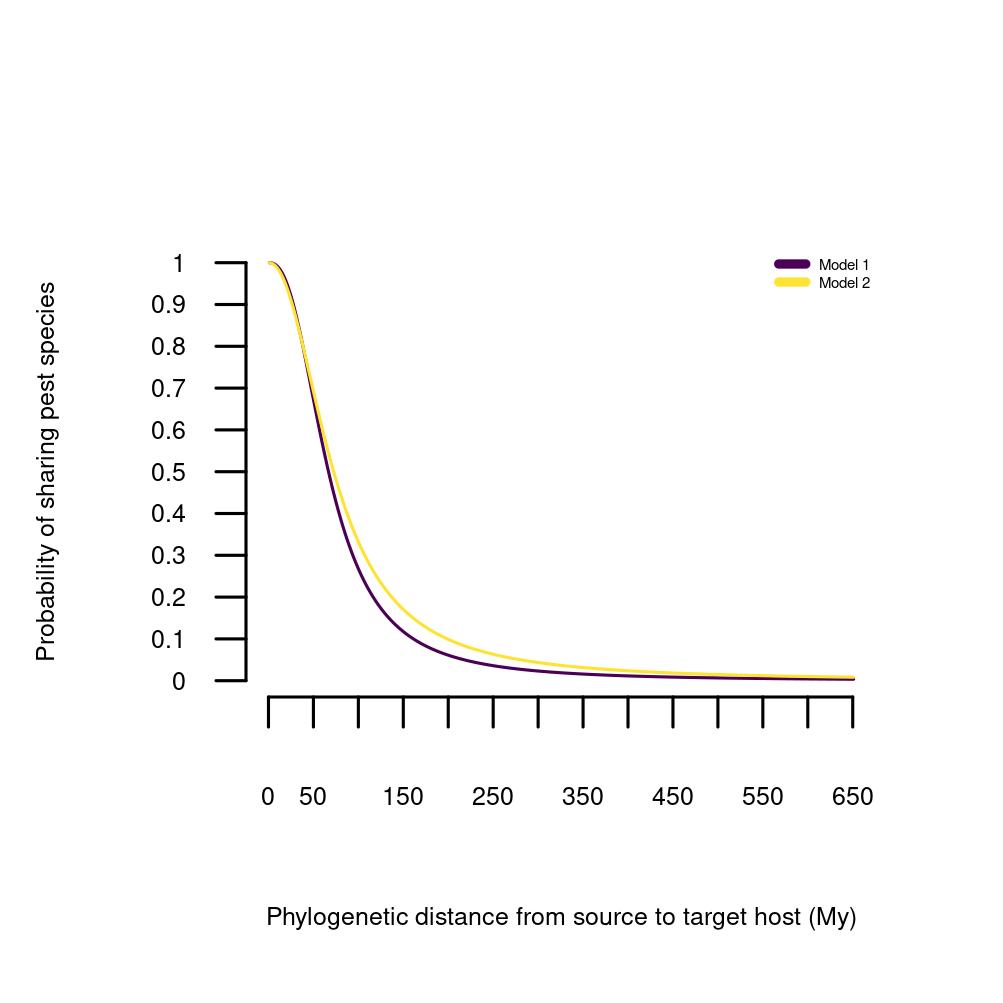 Model 1
Model 2
Probability of sharing pest species
1
0.9
0.8
0.7
0.6
0.5
0.4
0.3
0.2
0.1
0
0 50 150 250 350 450 550 650
Phylogenetic distance from source to target host (My)